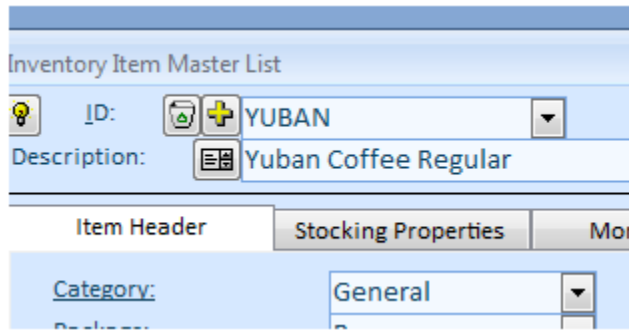 Inventory Item Master List
ID: YUBAN
Description: Yuban Coffee Regular
Item Header Stocking Properties
Category: General